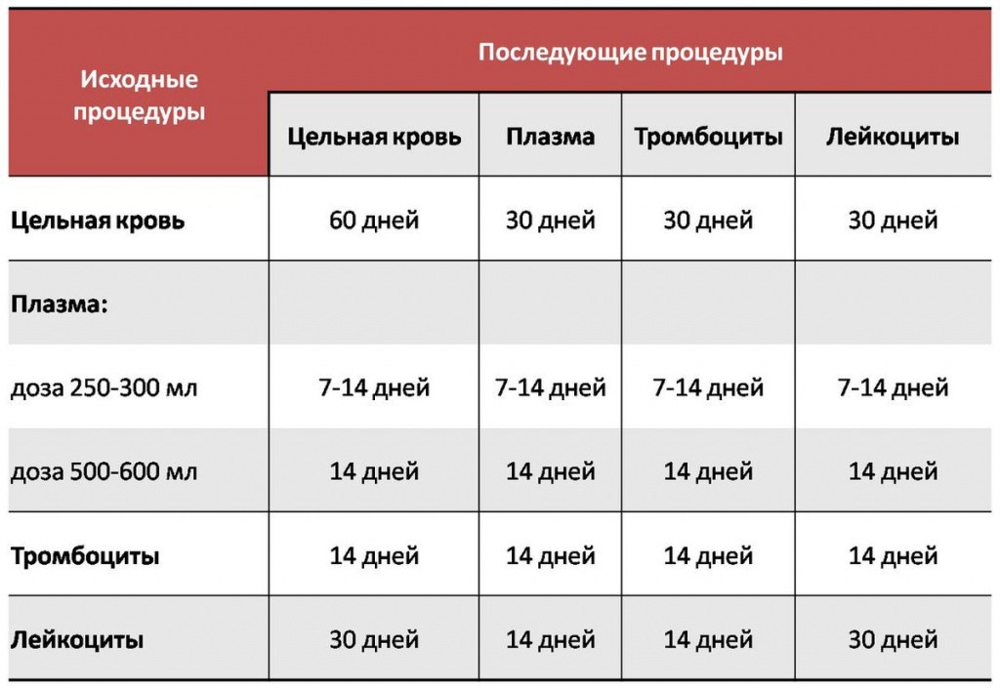 Исходные
процедуры
Последующие процедуры
Цельная кровь Плазма Тромбоциты Лейкоциты
Цельная кровь 60 дней 30 дней 30 дней 30 дней
Плазма:
доза 250-300 мл 7-14 дней 7-14 дней 7-14 дней 7-14 дней
доза 500-600 мл 14 дней 14 дней 14 дней 14 дней
Тромбоциты 14 дней 14 дней 14 дней 14 дней
Лейкоциты 30 дней 14 дней 14 дней 30 дней